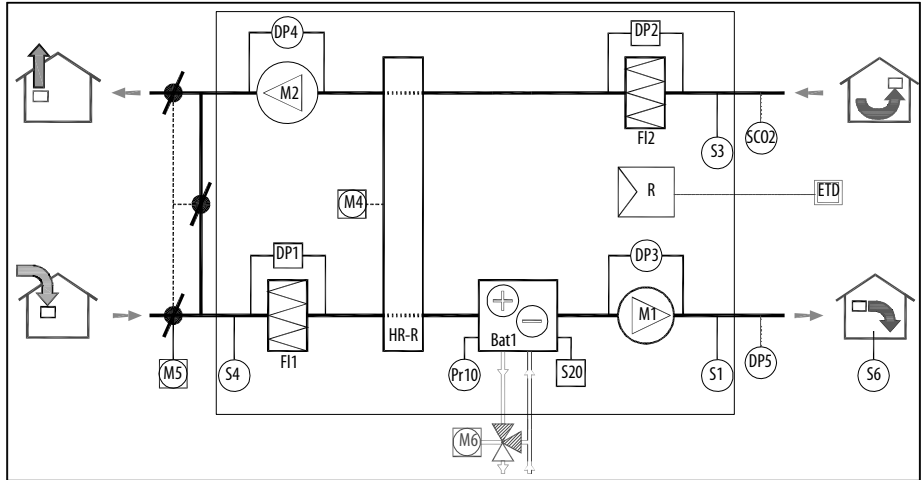 DP4
DP2
M2
FI2
S3
SCO2
M4
R
ETD
DP1
DP3
M1
HR-R
Bat1
FI1
M5
S4
Pr10
S20
S1
DP5
S6
M6